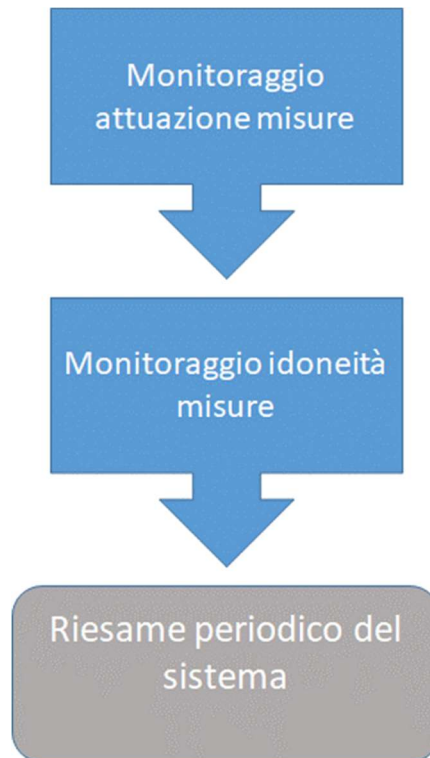 Monitoraggio
attuazione misure
Monitoraggio idoneità
misure
Riesame periodico del
sistema